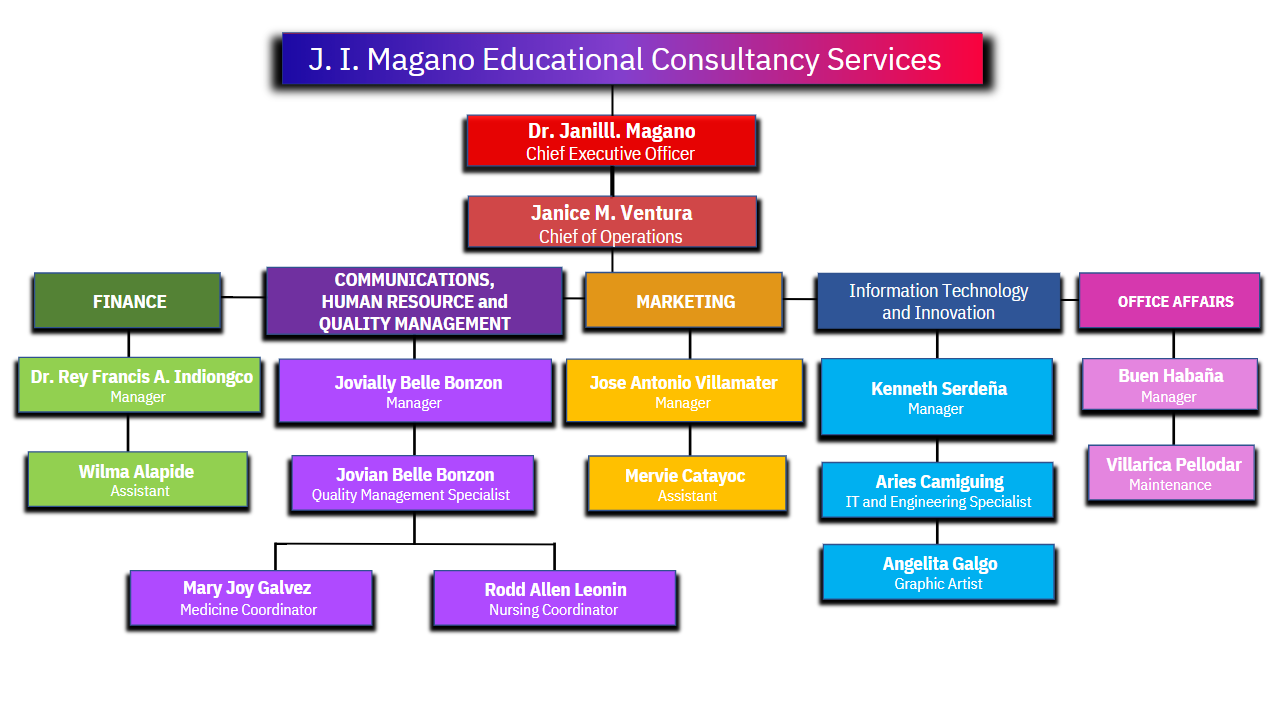 J. I. Magano Educational Consultancy Services
Dr. Janilll. Magano
Chief Executive Officer
Janice M. Ventura
Chief of Operations
FINANCE
COMMUNICATIONS,
HUMAN RESOURCE and
QUALITY MANAGEMENT
MARKETING
Information Technology
and Innovation
OFFICE AFFAIRS
Dr. Rey Francis A. Indiongco
Manager
Jovially Belle Bonzon
Manager
Jose Antonio Villamater
Manager
Kenneth Serdeña
Manager
Buen Habaña
Manager
Wilma Alapide
Assistant
Jovian Belle Bonzon
Quality Management Specialist
Mervie Catayoc
Assistant
Aries Camiguing
IT and Engineering Specialist
Villarica Pellodar
Maintenance
Angelita Galgo
Graphic Artist
Mary Joy Galvez
Medicine Coordinator
Rodd Allen Leonin
Nursing Coordinator